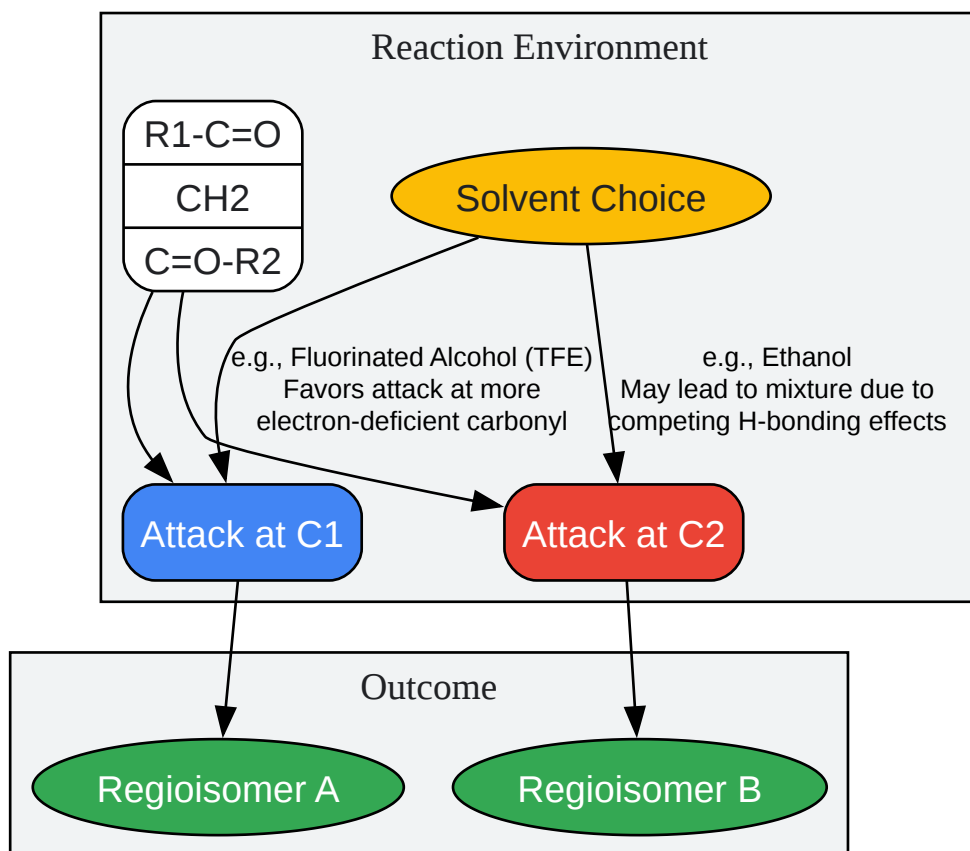 Reaction Environment
R1-C=O
CH2
C=O-R2
Solvent Choice
e.g., Fluorinated Alcohol (TFE)
Favors attack at more
electron-deficient carbonyl
e.g., Ethanol
May lead to mixture due to
competing H-bonding effects
Attack at C1
Attack at C2
Outcome
Regioisomer A
Regioisomer B